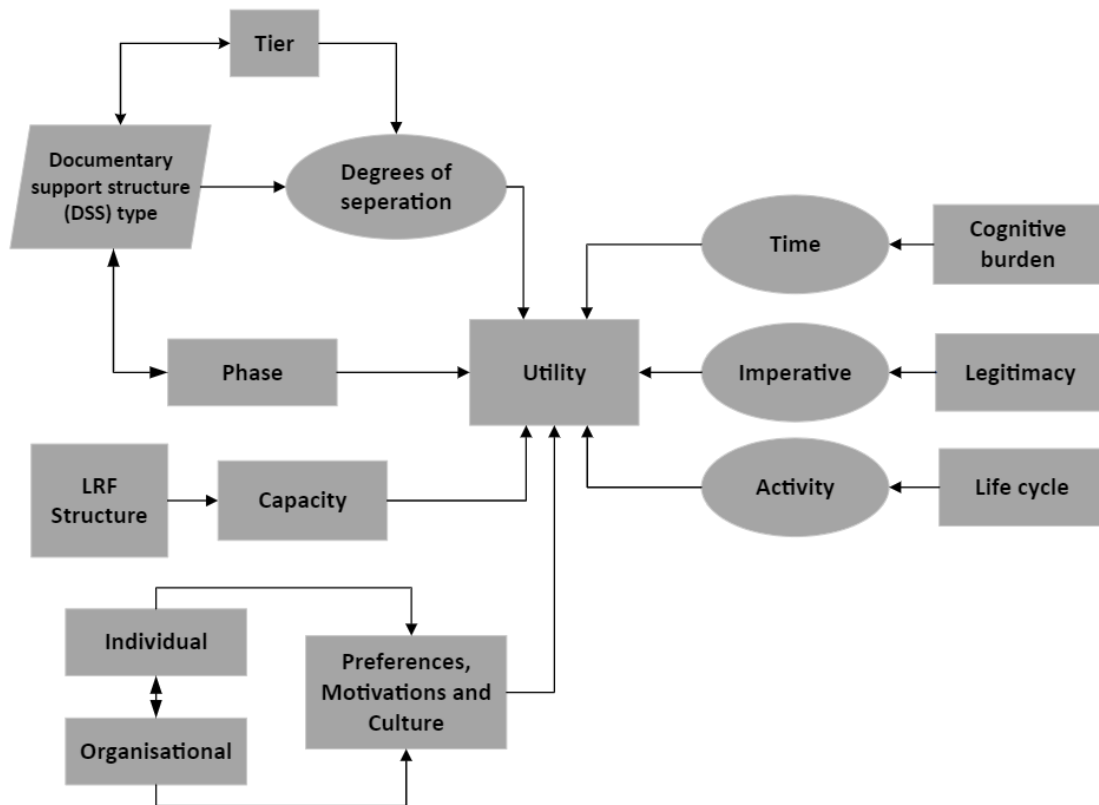 Tier
Documentary
support structure
(DSS) type
Degrees of
seperation
Time
Cognitive
burden
Phase
Utility
Imperative
Legitimacy
LRF
Structure
Capacity
Activity
Life cycle
Individual
Preferences,
Motivations and
Culture
Organisational